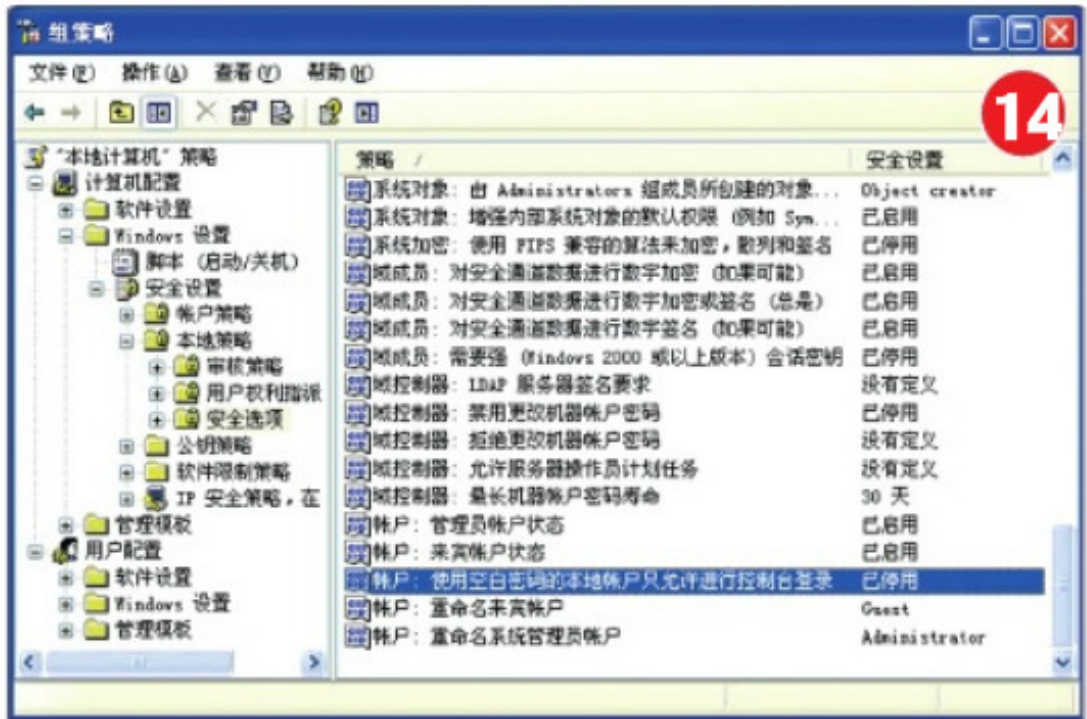 组策略
文件(F) 操作(A) 查看(V) 帮助(H)
14
"本地计算机" 策略
计算机配置
软件设置
Windows 设置
脚本 (启动/关机)
安全设置
帐户策略
本地策略
审核策略
用户权利指派
安全选项
公钥策略
软件限制策略
IP 安全策略，在
管理模板
用户配置
软件设置
Windows 设置
管理模板
策略 / 安全设置
系统对象: 由 Administrators 组成员所创建的对象... Object creator
系统对象: 增强内部系统对象的默认权限 (例如 Sym... 已启用
系统加密: 使用 FIPS 兼容的算法来加密，散列和签名 已停用
域成员: 对安全通道数据进行数字加密 (如果可能) 已启用
域成员: 对安全通道数据进行数字加密或签名 (总是) 已启用
域成员: 对安全通道数据进行数字签名 (如果可能) 已启用
域成员: 需要强 (Windows 2000 或以上版本) 会话密钥 已停用
域控制器: LDAP 服务器签名要求 没有定义
域控制器: 禁用更改机器帐户密码 已停用
域控制器: 拒绝更改机器帐户密码 没有定义
域控制器: 允许服务器操作员计划任务 没有定义
域控制器: 最长机器帐户密码寿命 30 天
帐户: 管理员帐户状态 已启用
帐户: 来宾帐户状态 已启用
帐户: 使用空白密码的本地帐户只允许进行控制台登录 已停用
帐户: 重命名来宾帐户 Guest
帐户: 重命名系统管理员帐户 Administrator